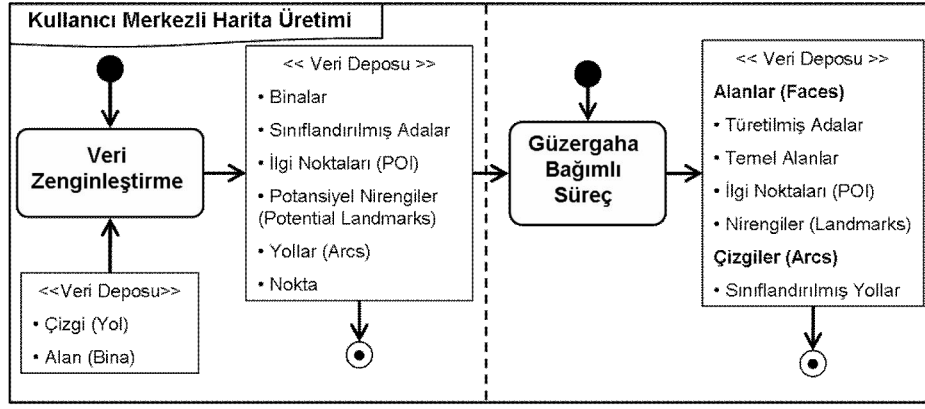 Kullanıcı Merkezli Harita Üretimi
Veri
Zenginleştirme
<<Veri Deposu>>
• Çizgi (Yol)
• Alan (Bina)
<< Veri Deposu >>
• Binalar
• Sınıflandırılmış Adalar
• İlgi Noktaları (POI)
• Potansiyel Nirengiler
(Potential Landmarks)
• Yollar (Arcs)
• Nokta
Güzergaha
Bağımlı
Süreç
<< Veri Deposu >>
Alanlar (Faces)
• Türetilmiş Adalar
• Temel Alanlar
• İlgi Noktaları (POI)
• Nirengiler (Landmarks)
Çizgiler (Arcs)
• Sınıflandırılmış Yollar